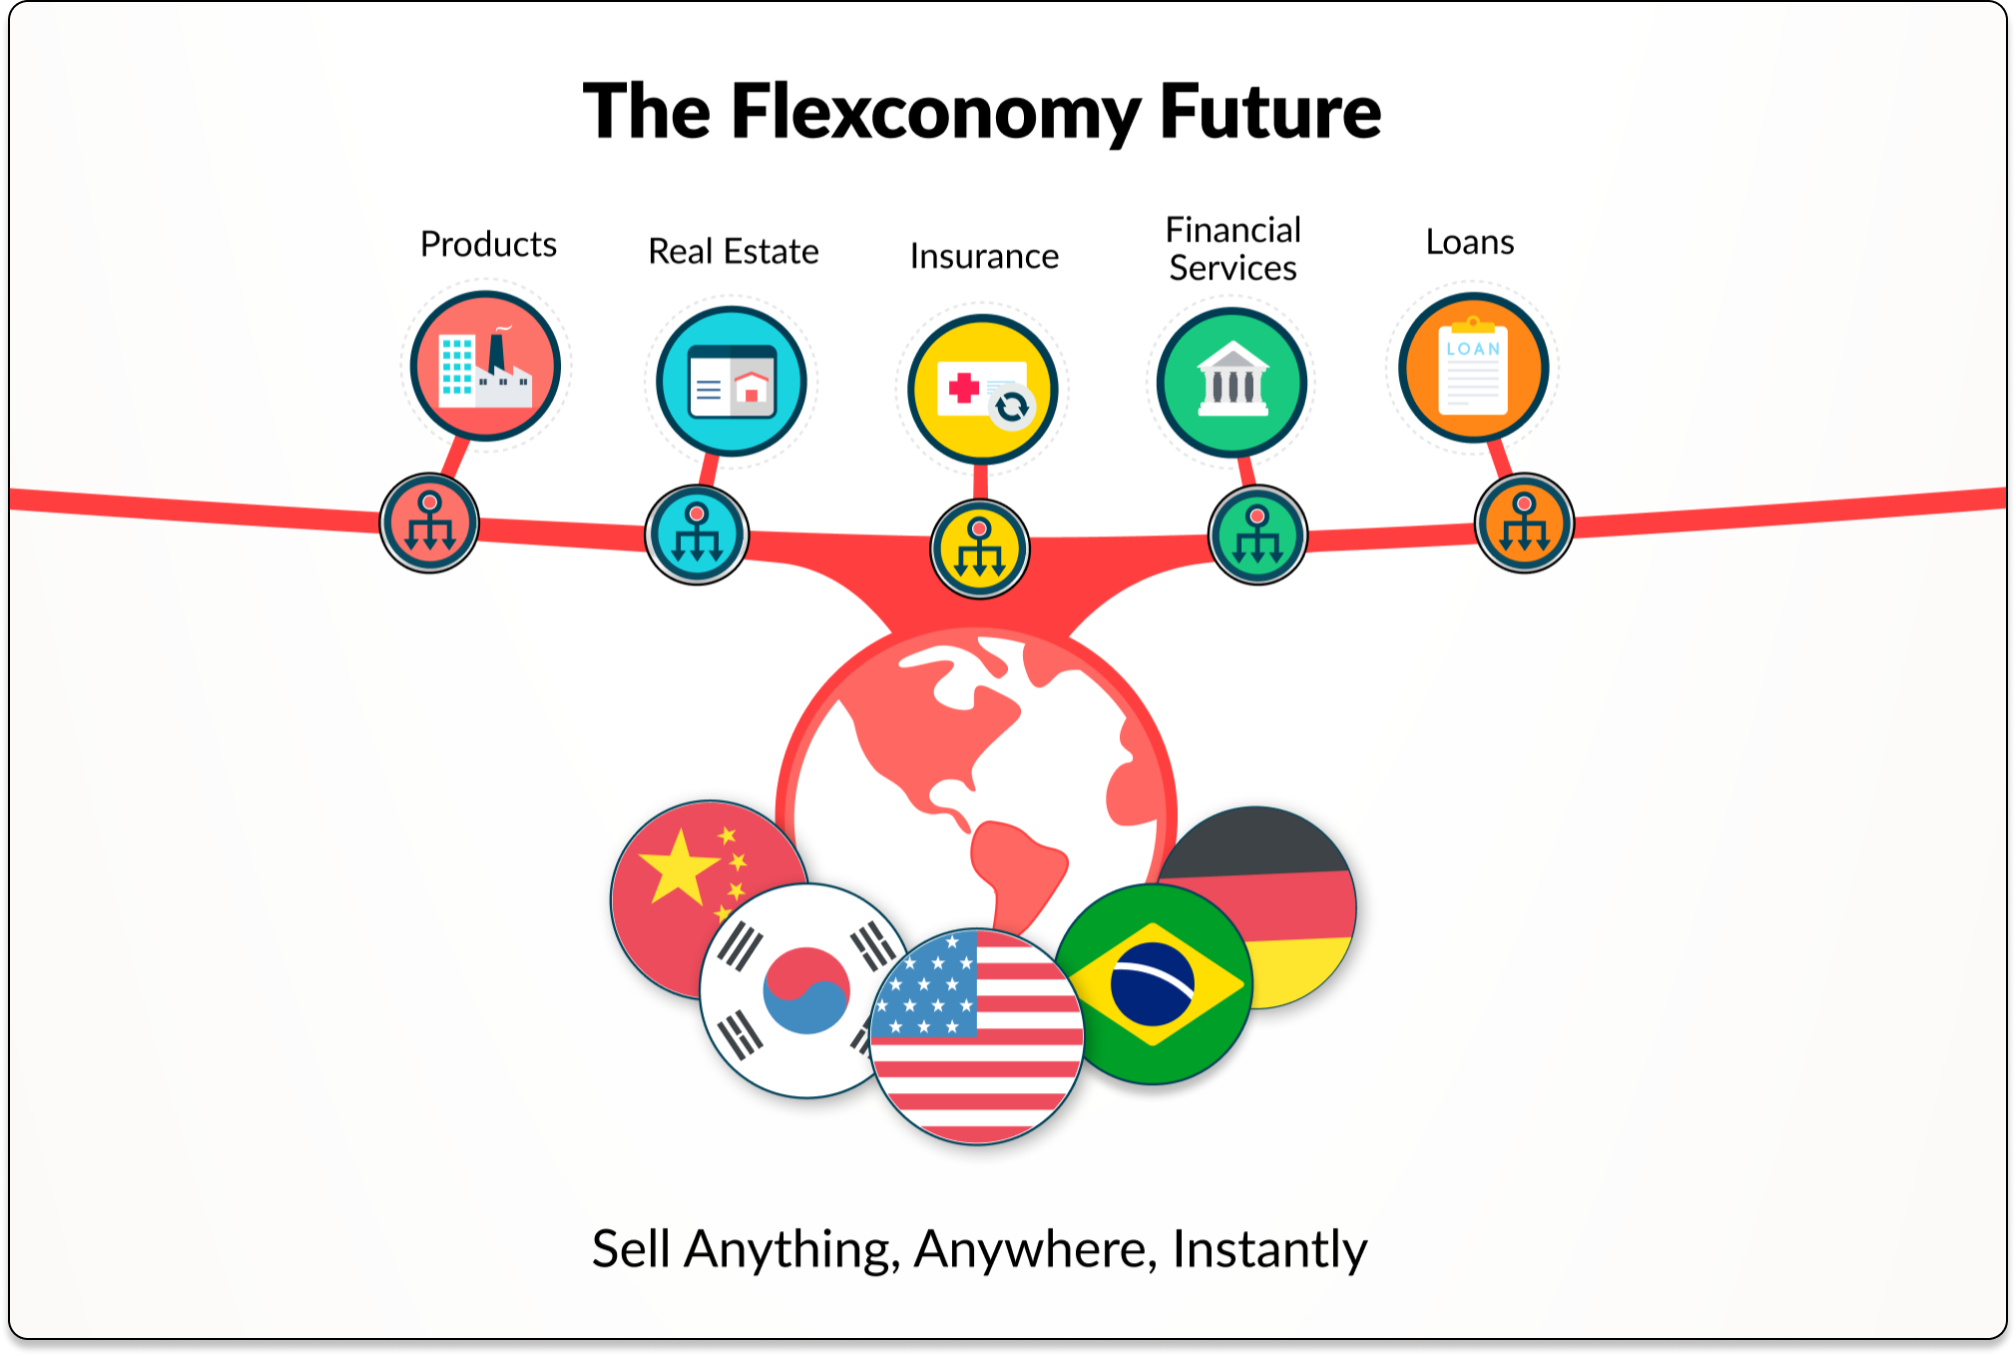 The Flexconomy Future
Products
Real Estate
Insurance
Financial
Services
Loans
LOAN
Sell Anything, Anywhere, Instantly